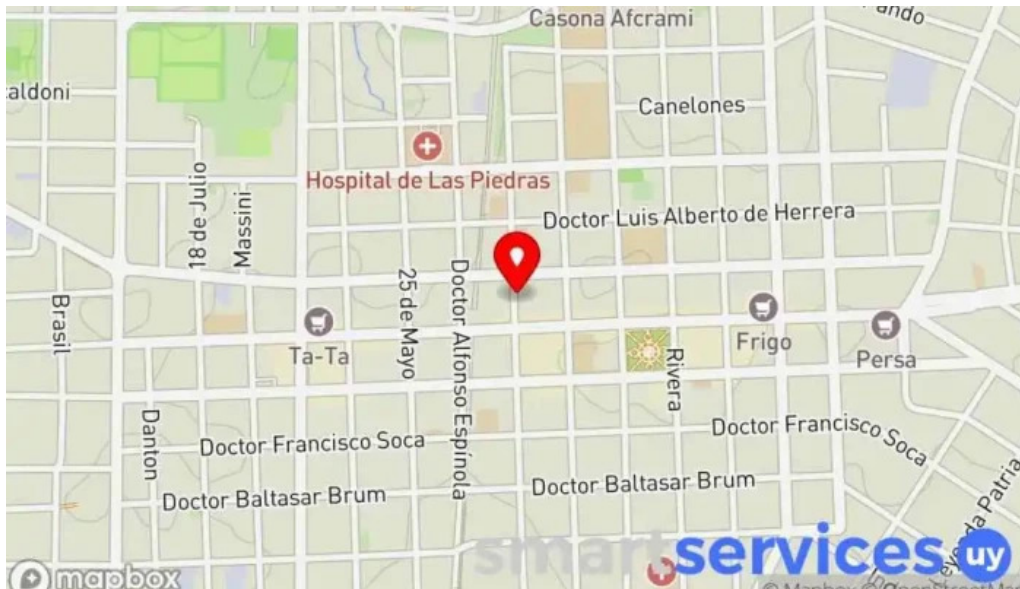 Casona Afcrami
Canelones
Hospital de Las Piedras
Doctor Luis Alberto de Herrera
18 de Julio
Massini
25 de Mayo
Doctor Alfonso Espínola
Brasil
Ta-Ta
Frigo
Persa
Rivera
Danton
Doctor Francisco Soca
Doctor Francisco Soca
Doctor Baltasar Brum
Doctor Baltasar Brum
smartservices uy
mapbox